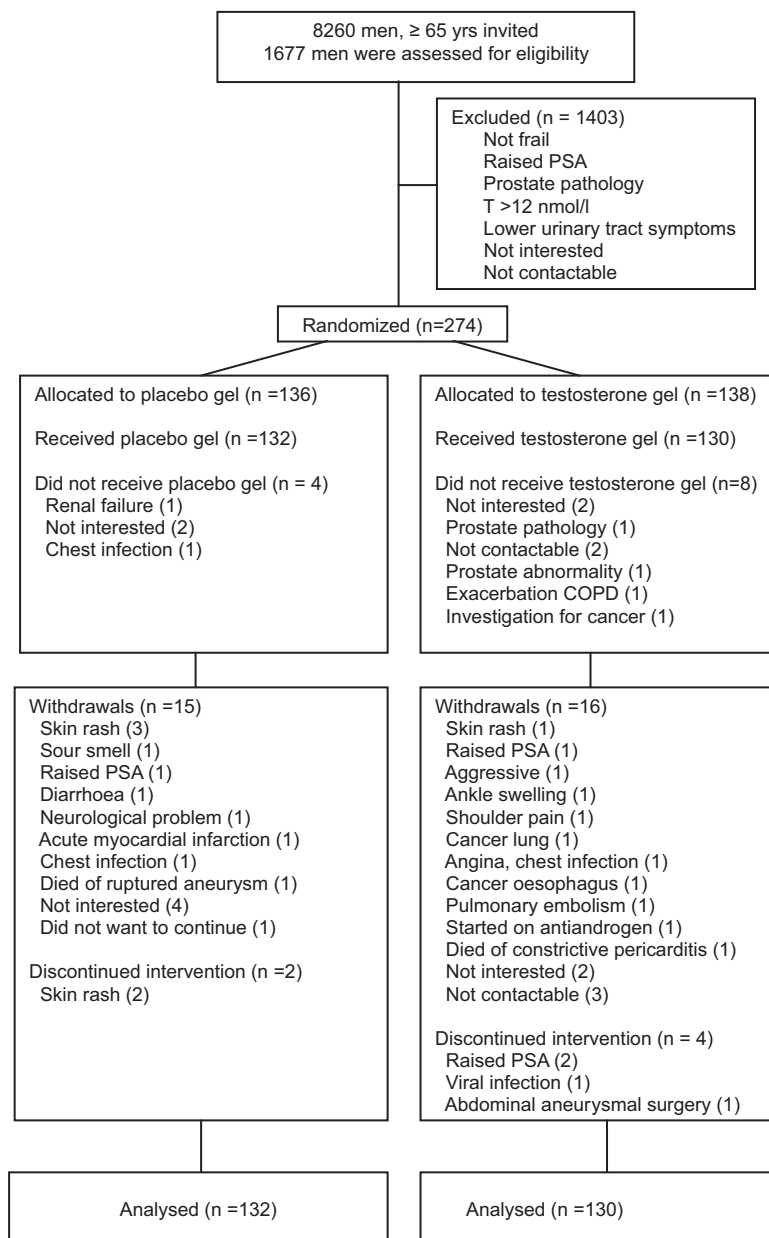 8260 men, ≥ 65 yrs invited
1677 men were assessed for eligibility
Excluded (n = 1403)
Not frail
Raised PSA
Prostate pathology
T >12 nmol/l
Lower urinary tract symptoms
Not interested
Not contactable
Randomized (n=274)
Allocated to placebo gel (n =136)
Received placebo gel (n =132)
Did not receive placebo gel (n = 4)
Renal failure (1)
Not interested (2)
Chest infection (1)
Allocated to testosterone gel (n =138)
Received testosterone gel (n =130)
Did not receive testosterone gel (n=8)
Not interested (2)
Prostate pathology (1)
Not contactable (2)
Prostate abnormality (1)
Exacerbation COPD (1)
Investigation for cancer (1)
Withdrawals (n =15)
Skin rash (3)
Sour smell (1)
Raised PSA (1)
Diarrhoea (1)
Neurological problem (1)
Acute myocardial infarction (1)
Chest infection (1)
Died of ruptured aneurysm (1)
Not interested (4)
Did not want to continue (1)
Discontinued intervention (n =2)
Skin rash (2)
Withdrawals (n =16)
Skin rash (1)
Raised PSA (1)
Aggressive (1)
Ankle swelling (1)
Shoulder pain (1)
Cancer lung (1)
Angina, chest infection (1)
Cancer oesophagus (1)
Pulmonary embolism (1)
Started on antiandrogen (1)
Died of constrictive pericarditis (1)
Not interested (2)
Not contactable (3)
Discontinued intervention (n = 4)
Raised PSA (2)
Viral infection (1)
Abdominal aneurysmal surgery (1)
Analysed (n =132)
Analysed (n =130)